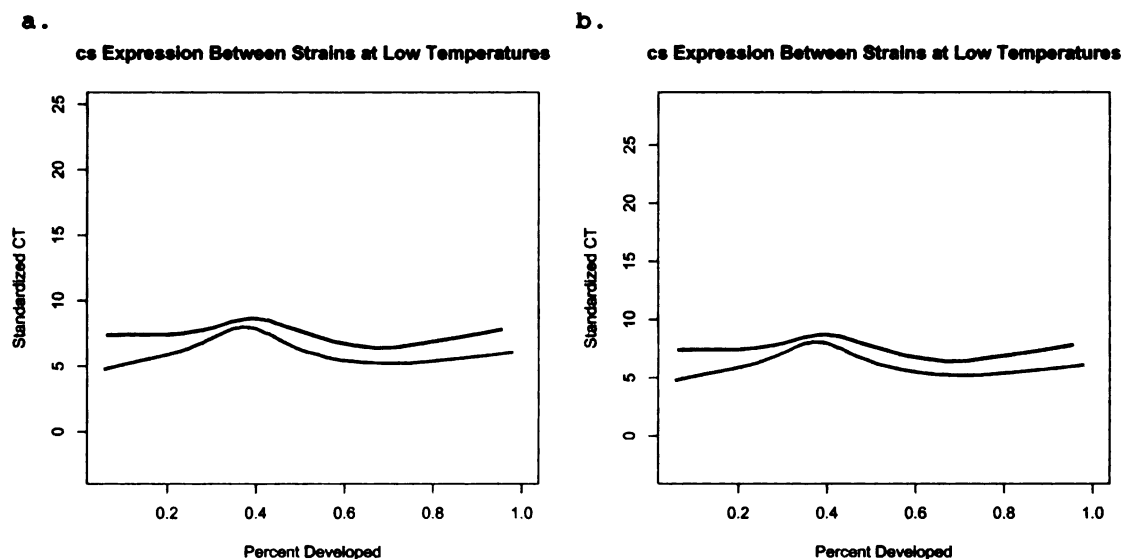 a.
cs Expression Between Strains at Low Temperatures
25
20
15
10
5
0
Standardized CT
0.2 0.4 0.6 0.8 1.0
Percent Developed
b.
cs Expression Between Strains at Low Temperatures
25
20
15
10
5
0
Standardized CT
0.2 0.4 0.6 0.8 1.0
Percent Developed